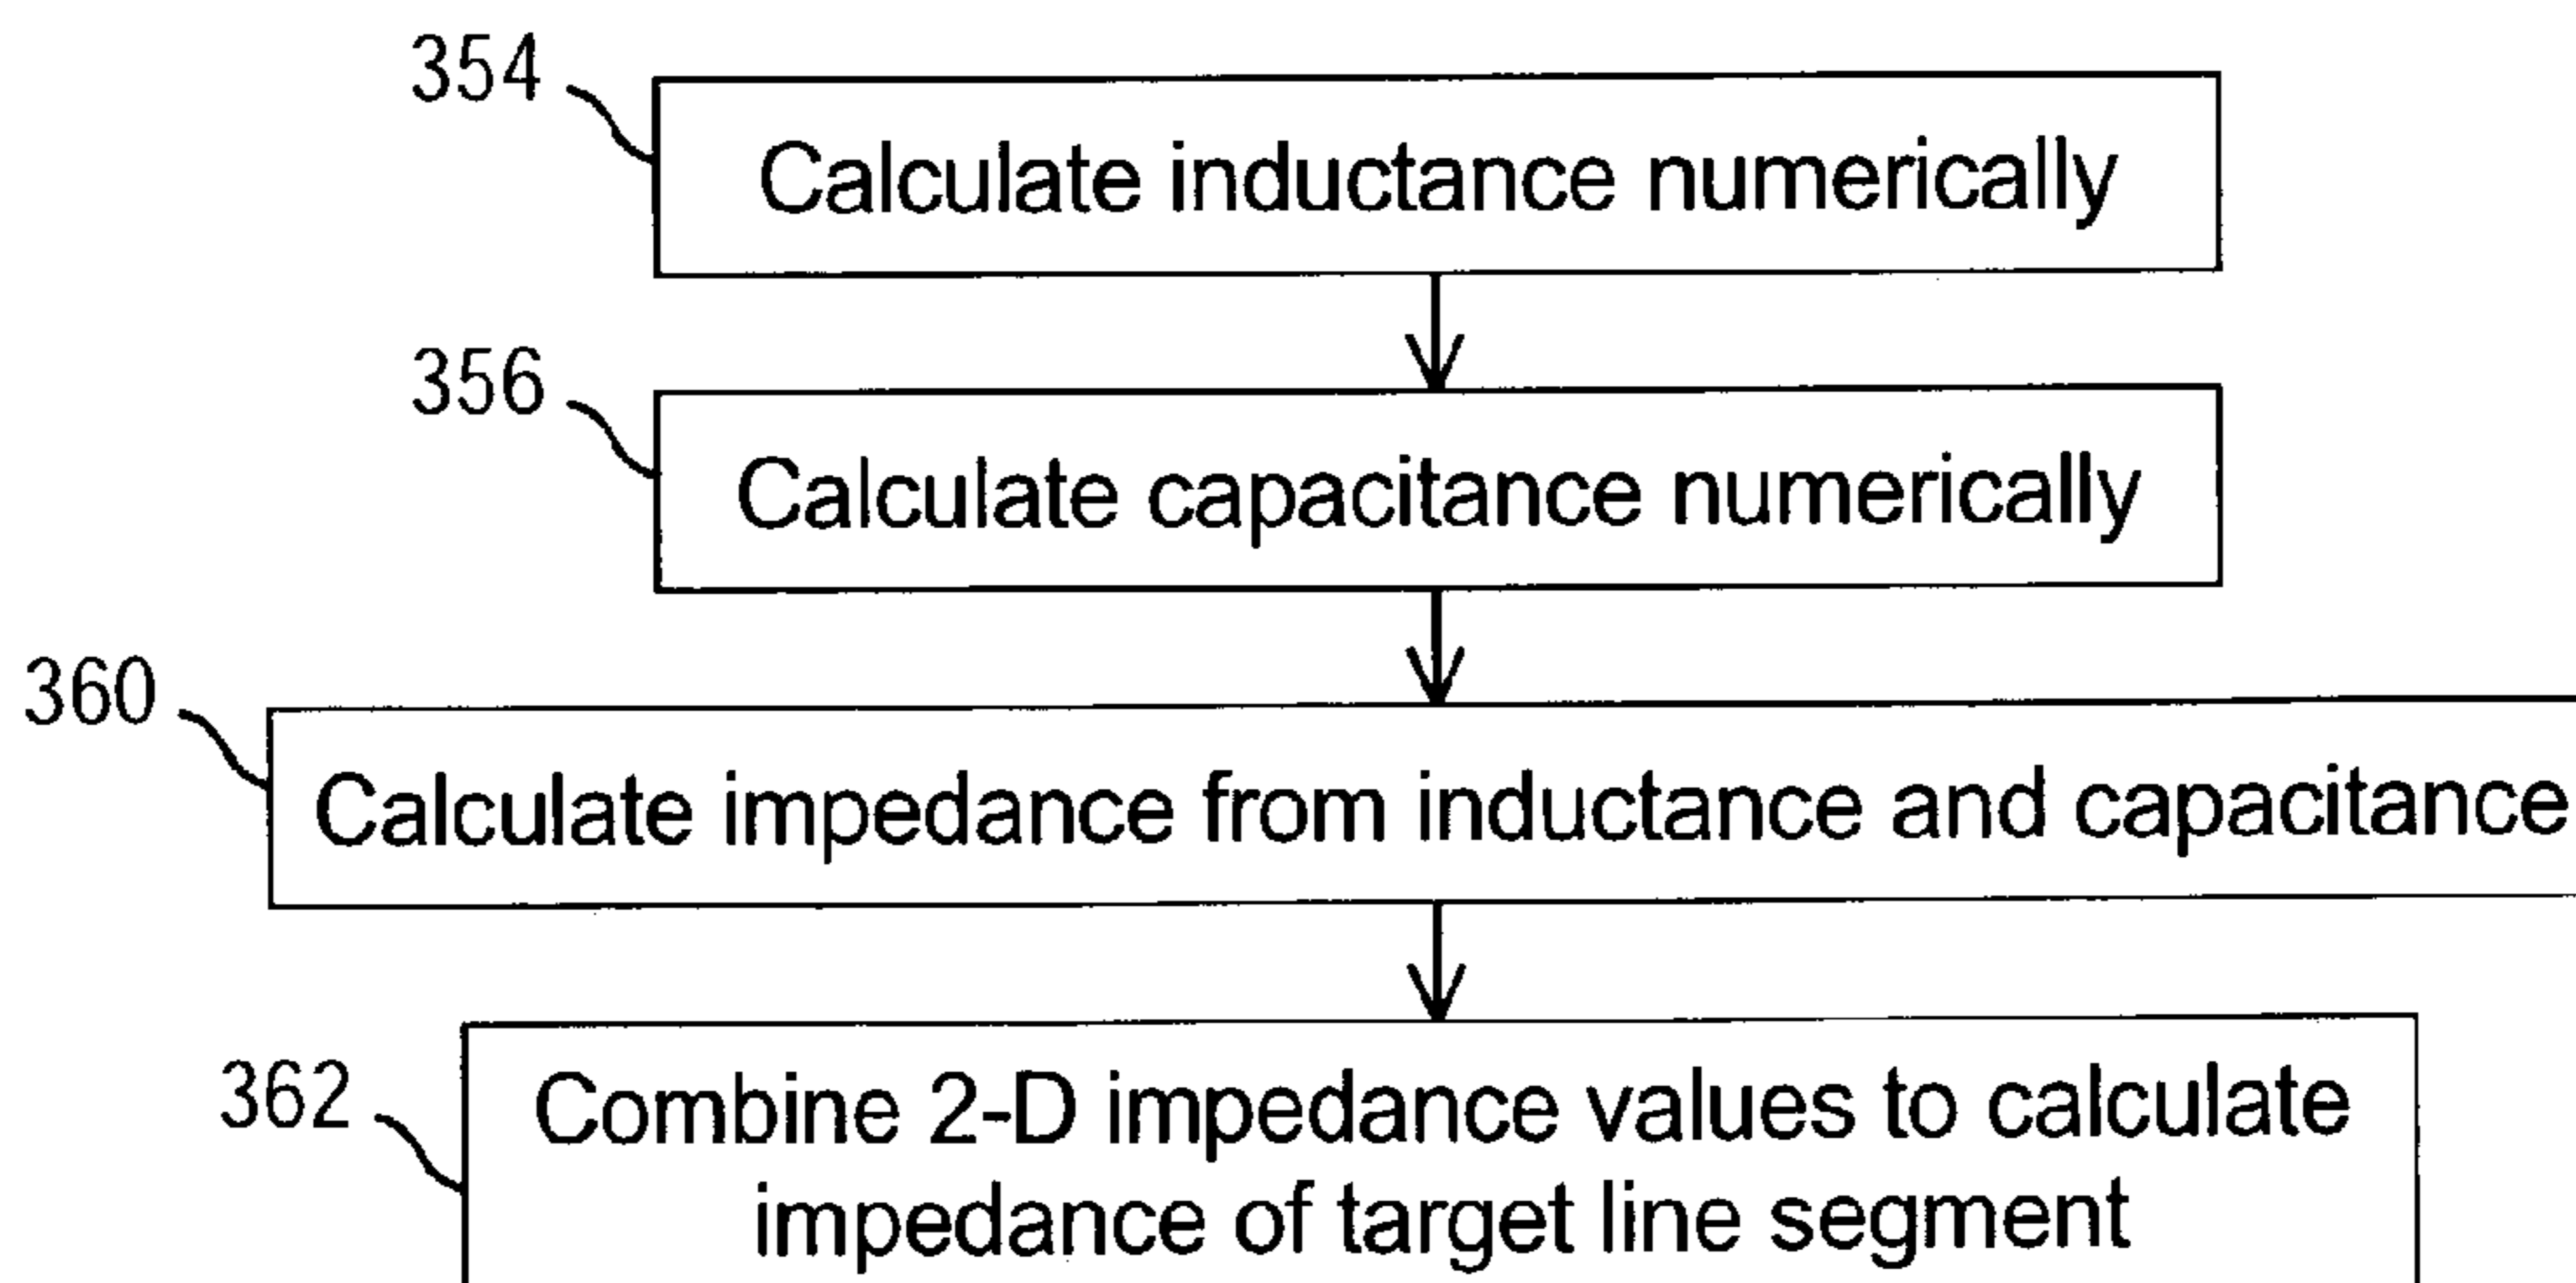 354
Calculate inductance numerically
356
Calculate capacitance numerically
360
Calculate impedance from inductance and capacitance
362
Combine 2-D impedance values to calculate
impedance of target line segment